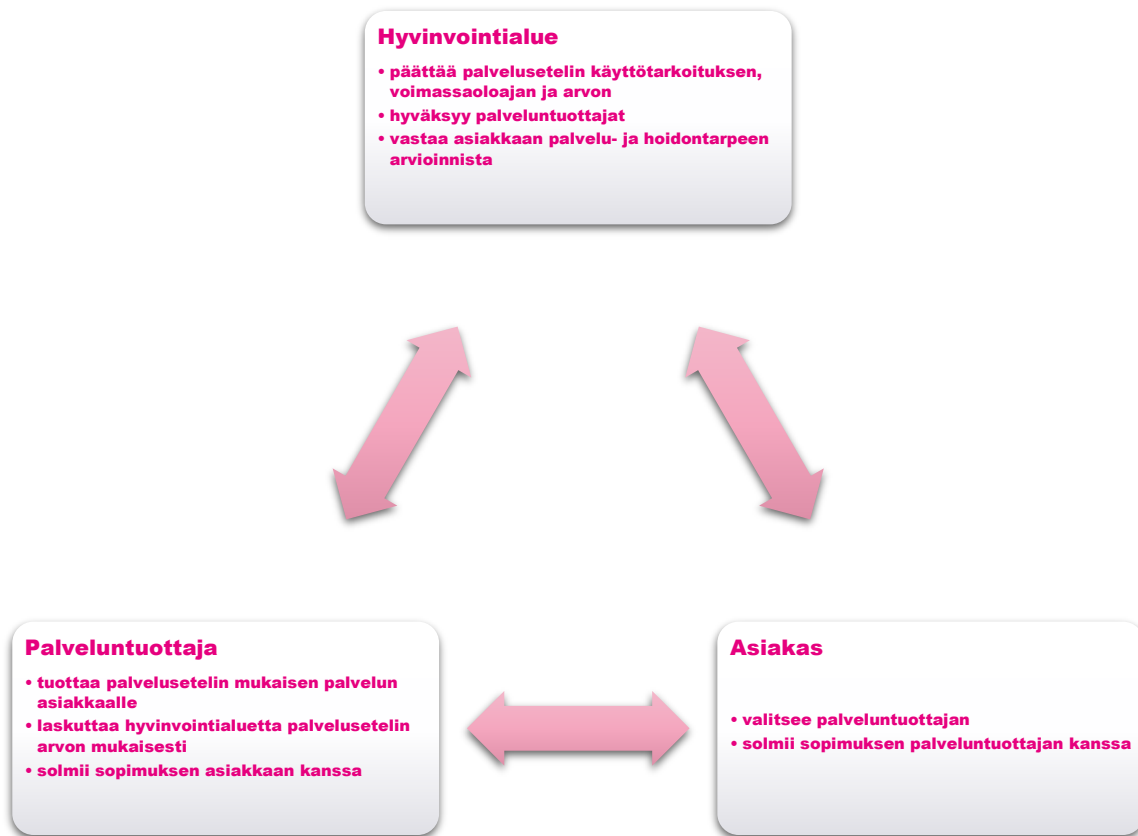 Hyvinvointialue
• päättää palvelusetelin käyttötarkoituksen,
voimassaoloajan ja arvon
• hyväksyy palveluntuottajat
• vastaa asiakkaan palvelu- ja hoidontarpeen
arvioinnista
Palveluntuottaja
• tuottaa palvelusetelin mukaisen palvelun
asiakkaalle
• laskuttaa hyvinvointialuetta palvelusetelin
arvon mukaisesti
• solmii sopimuksen asiakkaan kanssa
Asiakas
• valitsee palveluntuottajan
• solmii sopimuksen palveluntuottajan kanssa